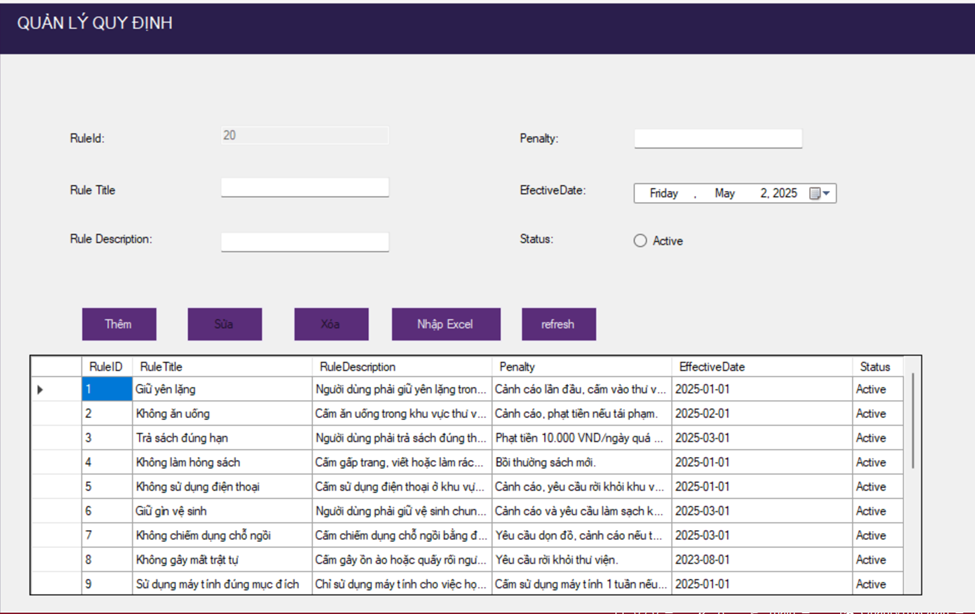 QUẢN LÝ QUY ĐỊNH
RuleId: 20 Penalty:
Rule Title EfectiveDate: Friday , May 2, 2025
Rule Description: Status: Active
Thêm Sửa Xóa Nhập Excel refresh
RuleID RuleTitle RuleDescription Penalty EffectiveDate Status
1 Giữ yên lặng Người dùng phải giữ yên lặng tron... Cảnh cáo lần đầu, cấm vào thư v... 2025-01-01 Active
2 Không ăn uống Cấm ăn uống trong khu vực thư v... Cảnh cáo, phạt tiền nếu tái phạm. 2025-02-01 Active
3 Trả sách đúng hạn Người dùng phải trả sách đúng th... Phạt tiền 10.000 VND/ngày quá ... 2025-03-01 Active
4 Không làm hỏng sách Cấm gấp trang, viết hoặc làm rác... Bồi thường sách mới. 2025-01-01 Active
5 Không sử dụng điện thoại Cấm sử dụng điện thoại ở khu vự... Cảnh cáo, yêu cầu rời khỏi khu v... 2025-01-01 Active
6 Giữ gìn vệ sinh Người dùng phải giữ vệ sinh chun... Cảnh cáo và yêu cầu làm sạch k... 2025-03-01 Active
7 Không chiếm dụng chỗ ngồi Cấm chiếm dụng chỗ ngồi bằng đ... Yêu cầu dọn đồ, cảnh cáo nếu t... 2025-03-01 Active
8 Không gây mất trật tự Cấm gây ồn ào hoặc quấy rối ngư... Yêu cầu rời khỏi thư viện. 2023-08-01 Active
9 Sử dụng máy tính đúng mục đích Chỉ sử dụng máy tính cho việc họ... Cấm sử dụng máy tính 1 tuần nếu... 2025-01-01 Active